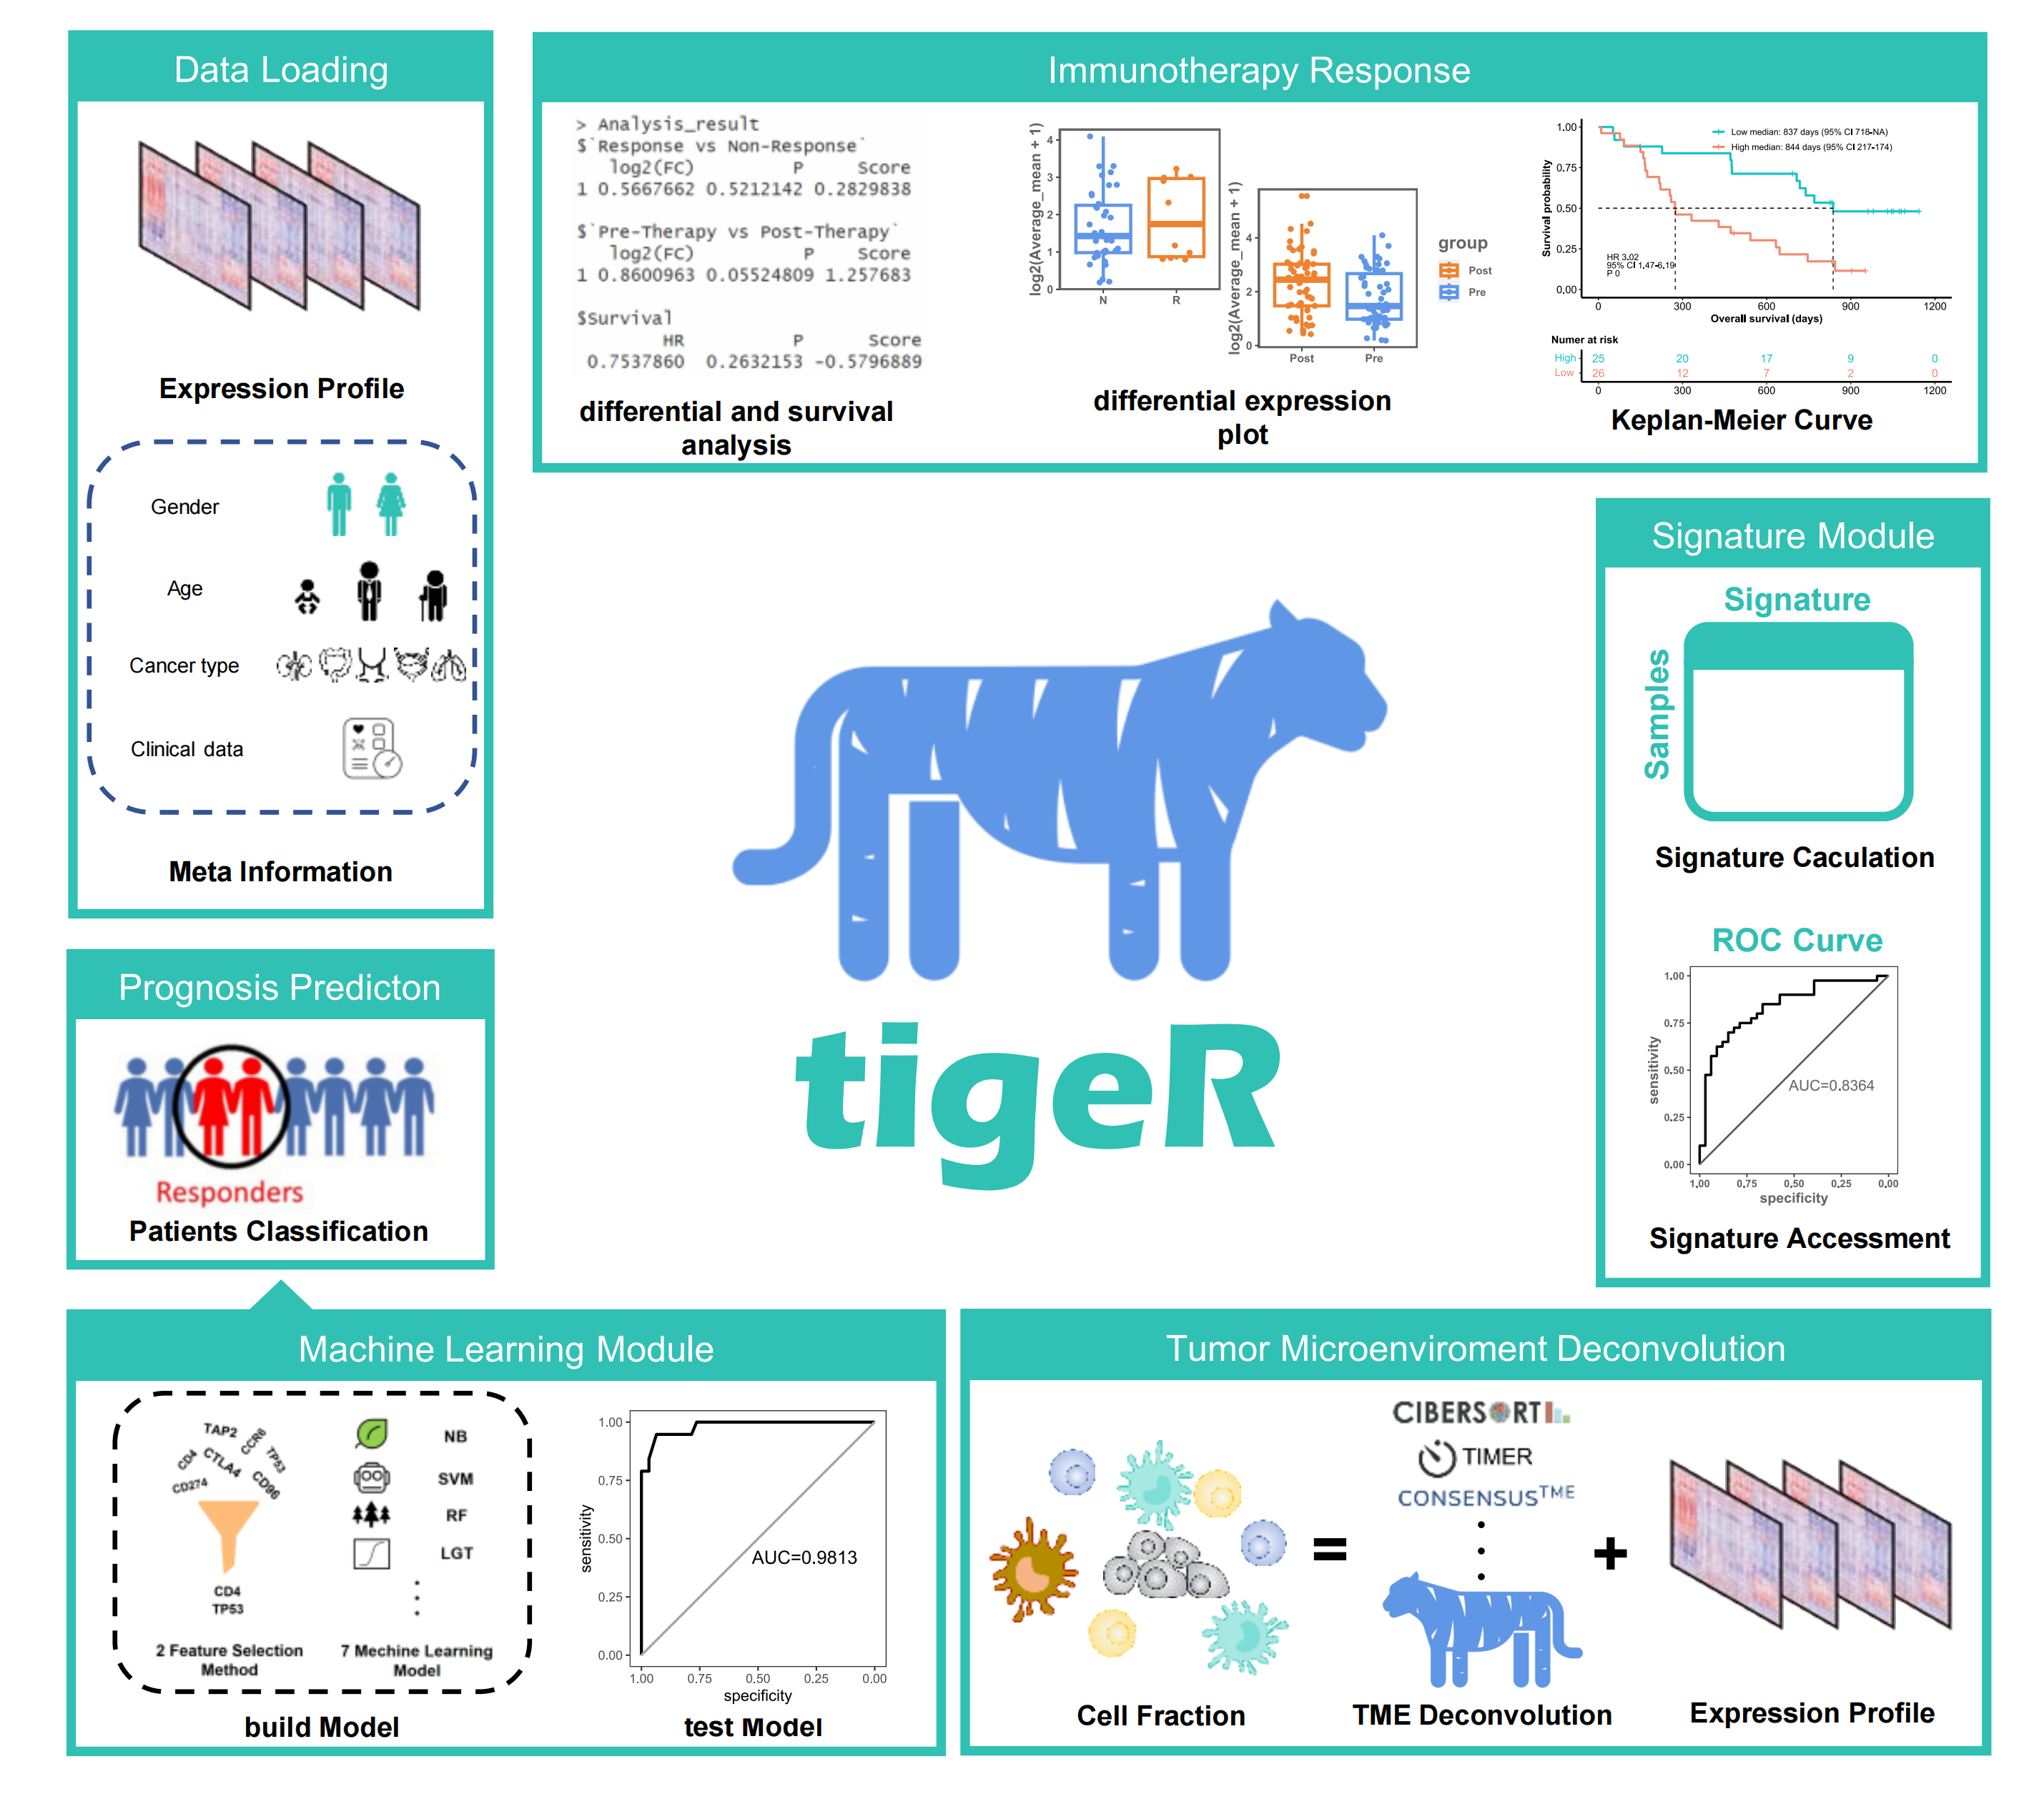 Data Loading
Expression Profile
Gender
Age
Cancer type
Clinical data
Meta Information
Immunotherapy Response
> Analysis_result
$`Response vs Non-Response`
log2(FC) P Score
1 0.5667662 0.5212142 0.2829838
$`Pre-Therapy vs Post-Therapy`
log2(FC) P Score
1 0.8600963 0.05524809 1.257683
$Survival
HR P Score
0.7537860 0.2632153 -0.5796889
differential and survival
analysis
log2(Average_mean + 1)
4
3
2
1
0
N R
log2(Average_mean + 1)
4
2
0
Post Pre
group
Post
Pre
differential expression
plot
Survival probability
1.00
0.75
0.50
0.25
0.00
Low median: 837 days (95% CI 718-NA)
High median: 844 days (95% CI 217-174)
HR 3.02
95% CI 1.47-6.19
P 0
0 300 600 900 1200
Overall survival (days)
Numer at risk
High 25 20 17 9 0
Low 26 12 7 2 0
0 300 600 900 1200
Keplan-Meier Curve
Signature Module
Signature
Samples
Signature Caculation
ROC Curve
sensitivity
1.00
0.75
0.50
0.25
0.00
AUC=0.8364
1.00 0.75 0.50 0.25 0.00
specificity
Signature Accessment
tigeR
Prognosis Predicton
Responders
Patients Classification
Machine Learning Module
TAP2
CCR6
TP53
CD4
CTLA4
CD96
CD274
CD4
TP53
2 Feature Selection
Method
NB
SVM
RF
LGT
7 Mechine Learning
Model
build Model
sensitivity
1.00
0.75
0.50
0.25
0.00
AUC=0.9813
1.00 0.75 0.50 0.25 0.00
specificity
test Model
Tumor Microenviroment Deconvolution
Cell Fraction
=
CIBERSORT
TIMER
CONSENSUSTME
TME Deconvolution
+
Expression Profile